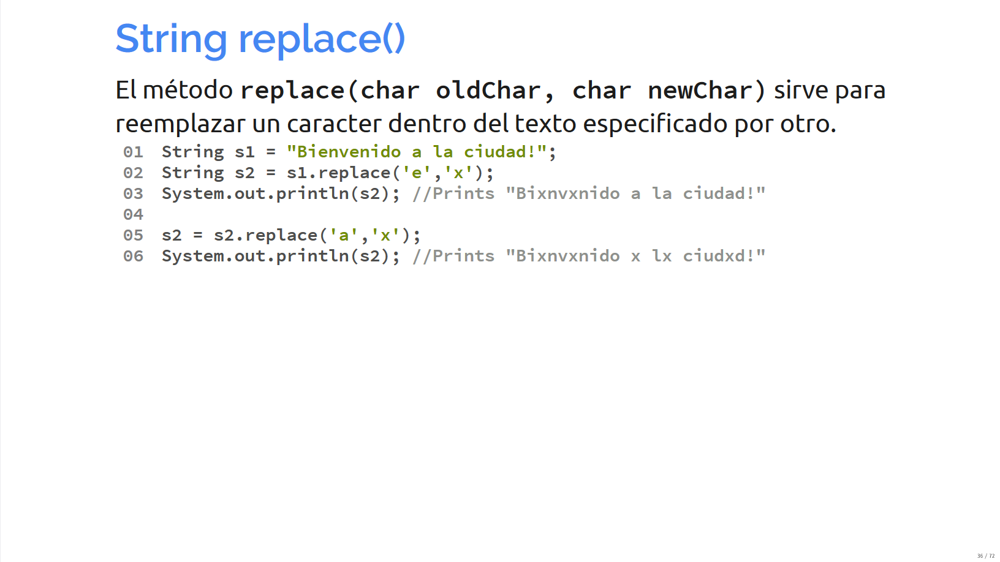 String replace()
El método replace(char oldChar, char newChar) sirve para
reemplazar un caracter dentro del texto especificado por otro.
01 String s1 = "Bienvenido a la ciudad!";
02 String s2 = s1.replace('e','x');
03 System.out.println(s2); //Prints "Bixnvxnido a la ciudad!"
04
05 s2 = s2.replace('a','x');
06 System.out.println(s2); //Prints "Bixnvxnido x lx ciudxd!"
36 / 72